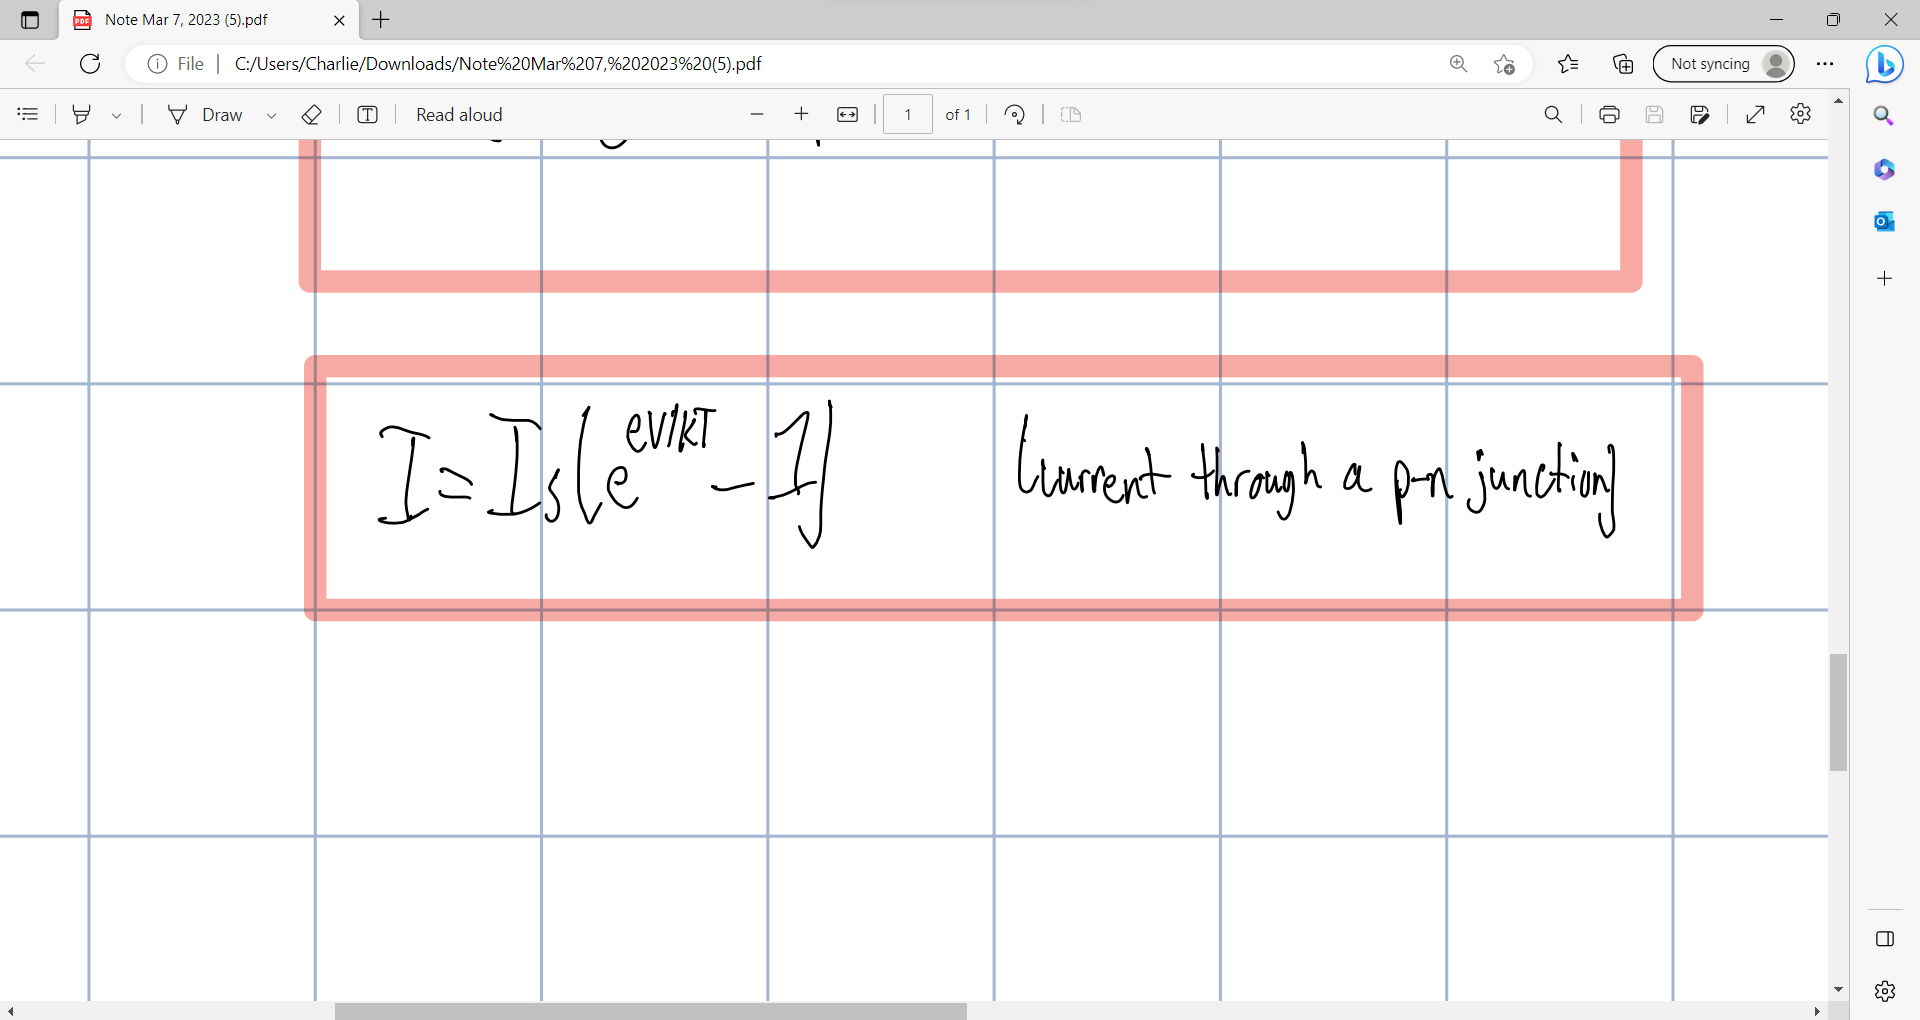 Note Mar 7, 2023 (5).pdf
File | C:/Users/Charlie/Downloads/Note%20Mar%207,%202023%20(5).pdf
Not syncing
Draw
Read aloud
1 of 1
I = Is(e^eV/kT - 1)
(current through a p-n junction)